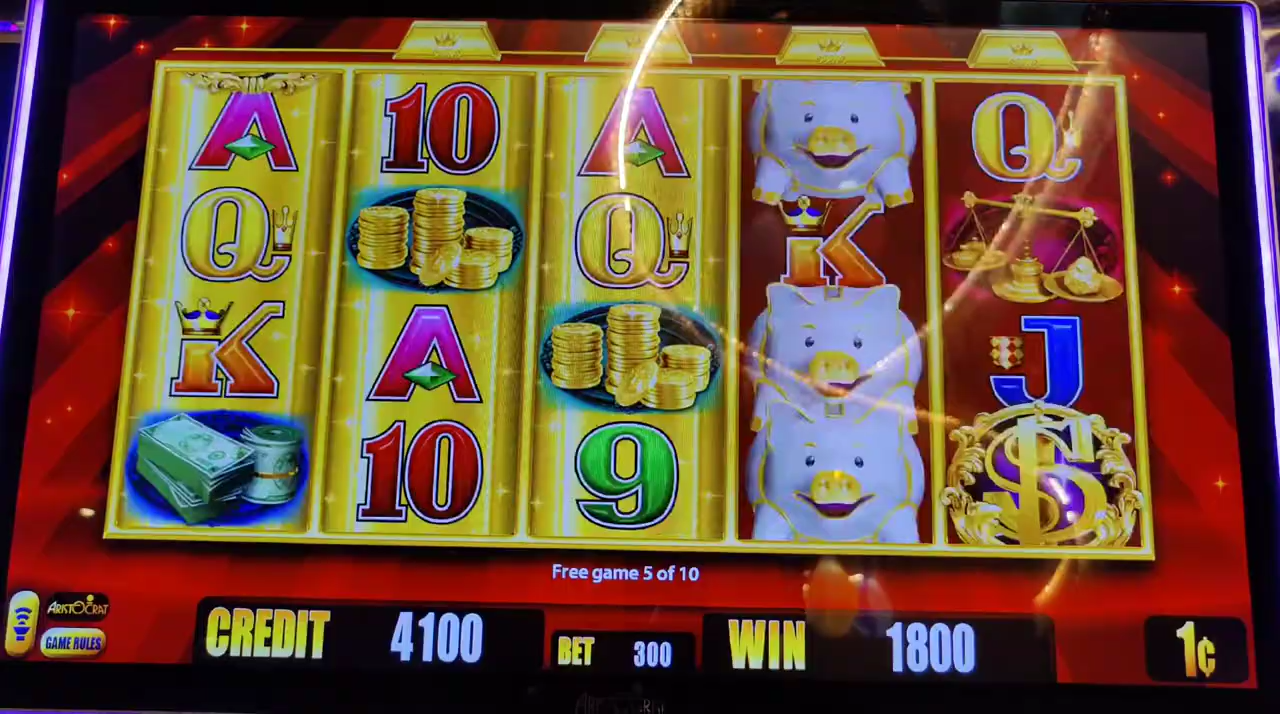 A 10 A Q
Q Q K
K A J
10 9 $
Free game 5 of 10
ARISTOCRAT
GAME RULES
CREDIT 4100 BET 300 WIN 1800 1¢